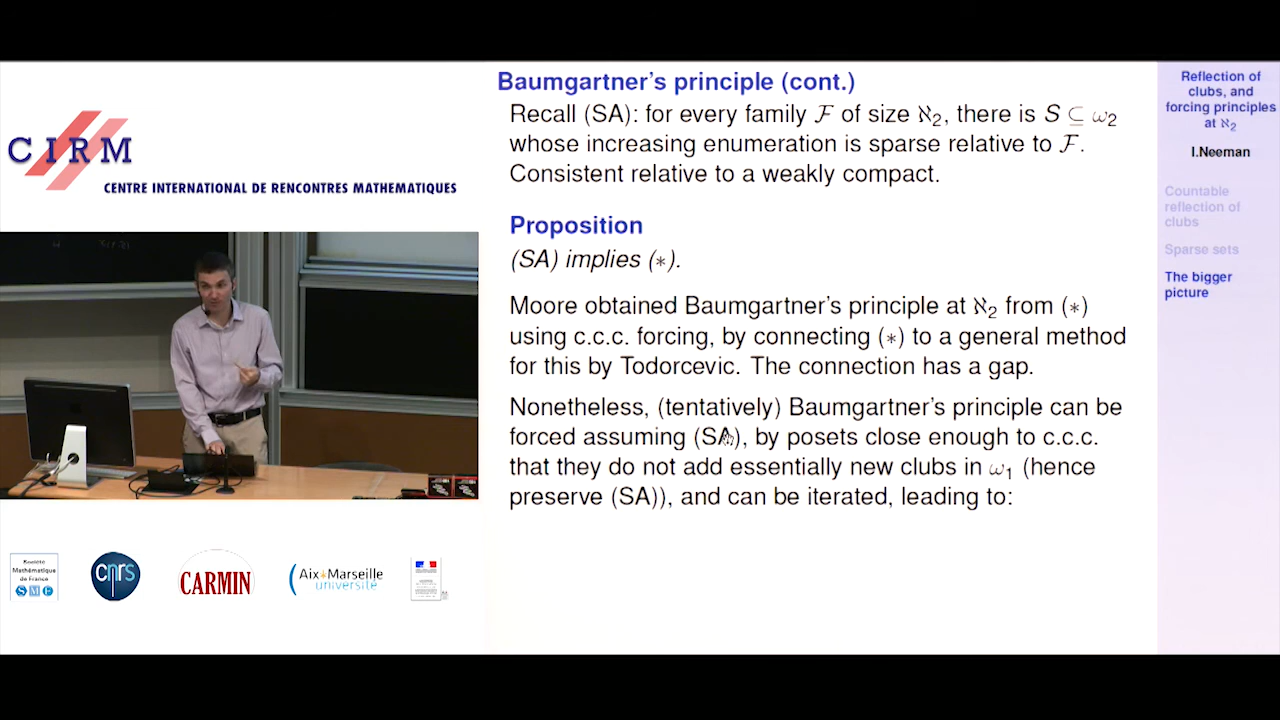 CIRM
CENTRE INTERNATIONAL DE RENCONTRES MATHEMATIQUES
Baumgartner's principle (cont.)
Recall (SA): for every family ℱ of size ℵ₂, there is S ⊆ ω₂
whose increasing enumeration is sparse relative to ℱ.
Consistent relative to a weakly compact.
Proposition
(SA) implies (∗).
Moore obtained Baumgartner's principle at ℵ₂ from (∗)
using c.c.c. forcing, by connecting (∗) to a general method
for this by Todorcevic. The connection has a gap.
Nonetheless, (tentatively) Baumgartner's principle can be
forced assuming (SA), by posets close enough to c.c.c.
that they do not add essentially new clubs in ω₁ (hence
preserve (SA)), and can be iterated, leading to:
Reflection of
clubs, and
forcing principles
at ℵ₂
I.Neeman
Countable
reflection of
clubs
Sparse sets
The bigger
picture
Société
Mathématique
de France
SMF
cnrs
CARMIN
Aix∗Marseille
université